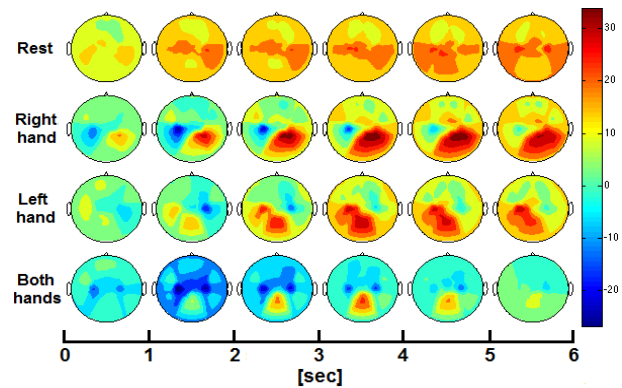 Rest
Right
hand
Left
hand
Both
hands
30
20
10
0
-10
-20
0 1 2 3 4 5 6
[sec]